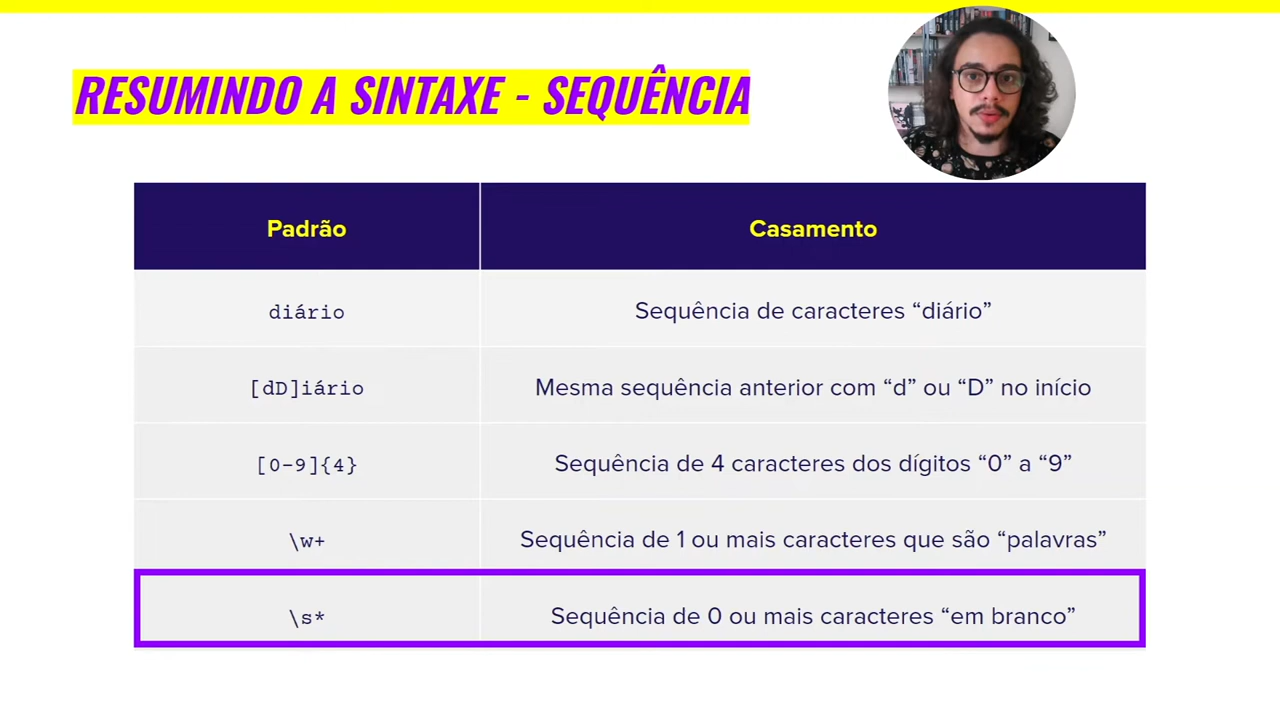 RESUMINDO A SINTAXE - SEQUÊNCIA
Padrão Casamento
diário Sequência de caracteres “diário”
[dD]iário Mesma sequência anterior com “d” ou “D” no início
[0-9]{4} Sequência de 4 caracteres dos dígitos “0” a “9”
\w+ Sequência de 1 ou mais caracteres que são “palavras”
\s* Sequência de 0 ou mais caracteres “em branco”